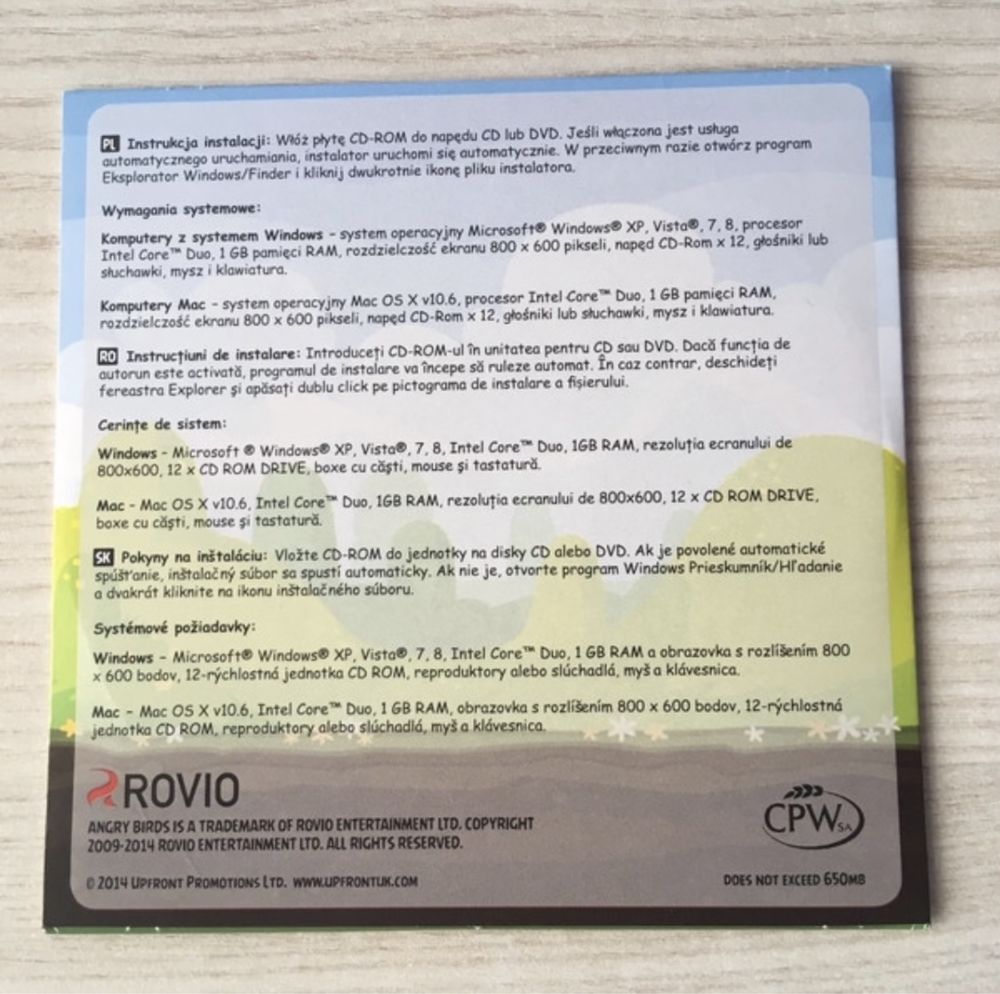 PL Instrukcja instalacji: Włóż płytę CD-ROM do napędu CD lub DVD. Jeśli włączona jest usługa
automatycznego uruchamiania, instalator uruchomi się automatycznie. W przeciwnym razie otwórz program
Eksplorator Windows/Finder i kliknij dwukrotnie ikonę pliku instalatora.
Wymagania systemowe:
Komputery z systemem Windows - system operacyjny Microsoft® Windows® XP, Vista®, 7, 8, procesor
Intel Core™ Duo, 1 GB pamięci RAM, rozdzielczość ekranu 800 x 600 pikseli, napęd CD-Rom x 12, głośniki lub
słuchawki, mysz i klawiatura.
Komputery Mac - system operacyjny Mac OS X v10.6, procesor Intel Core™ Duo, 1 GB pamięci RAM,
rozdzielczość ekranu 800 x 600 pikseli, napęd CD-Rom x 12, głośniki lub słuchawki, mysz i klawiatura.
RO Instrucțiuni de instalare: Introduceți CD-ROM-ul în unitatea pentru CD sau DVD. Dacă funcția de
autorun este activată, programul de instalare va începe să ruleze automat. În caz contrar, deschideți
fereastra Explorer și apăsați dublu click pe pictograma de instalare a fișierului.
Cerințe de sistem:
Windows - Microsoft ® Windows® XP, Vista®, 7, 8, Intel Core™ Duo, 1GB RAM, rezoluția ecranului de
800x600, 12 x CD ROM DRIVE, boxe cu căști, mouse și tastatură.
Mac - Mac OS X v10.6, Intel Core™ Duo, 1GB RAM, rezoluția ecranului de 800x600, 12 x CD ROM DRIVE,
boxe cu căști, mouse și tastatură.
SK Pokyny na inštaláciu: Vložte CD-ROM do jednotky na disky CD alebo DVD. Ak je povolené automatické
spúšťanie, inštalačný súbor sa spustí automaticky. Ak nie je, otvorte program Windows Prieskumník/Hľadanie
a dvakrát kliknite na ikonu inštalačného súboru.
Systémové požiadavky:
Windows - Microsoft® Windows® XP, Vista®, 7, 8, Intel Core™ Duo, 1 GB RAM a obrazovka s rozlíšením 800
x 600 bodov, 12-rýchlostná jednotka CD ROM, reproduktory alebo slúchadlá, myš a klávesnica.
Mac - Mac OS X v10.6, Intel Core™ Duo, 1 GB RAM, obrazovka s rozlíšením 800 x 600 bodov, 12-rýchlostná
jednotka CD ROM, reproduktory alebo slúchadlá, myš a klávesnica.
ROVIO
CPW SA
ANGRY BIRDS IS A TRADEMARK OF ROVIO ENTERTAINMENT LTD. COPYRIGHT
2009-2014 ROVIO ENTERTAINMENT LTD. ALL RIGHTS RESERVED.
© 2014 UPFRONT PROMOTIONS LTD. WWW.UPFRONTUK.COM
DOES NOT EXCEED 650MB